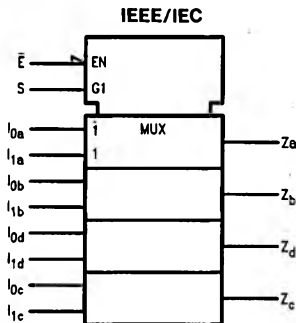 IEEE/IEC
E̅ EN
S G1
I0a 1̅ MUX Za
I1a 1
I0b Zb
I1b
I0d Zd
I1d
I0c Zc
I1c